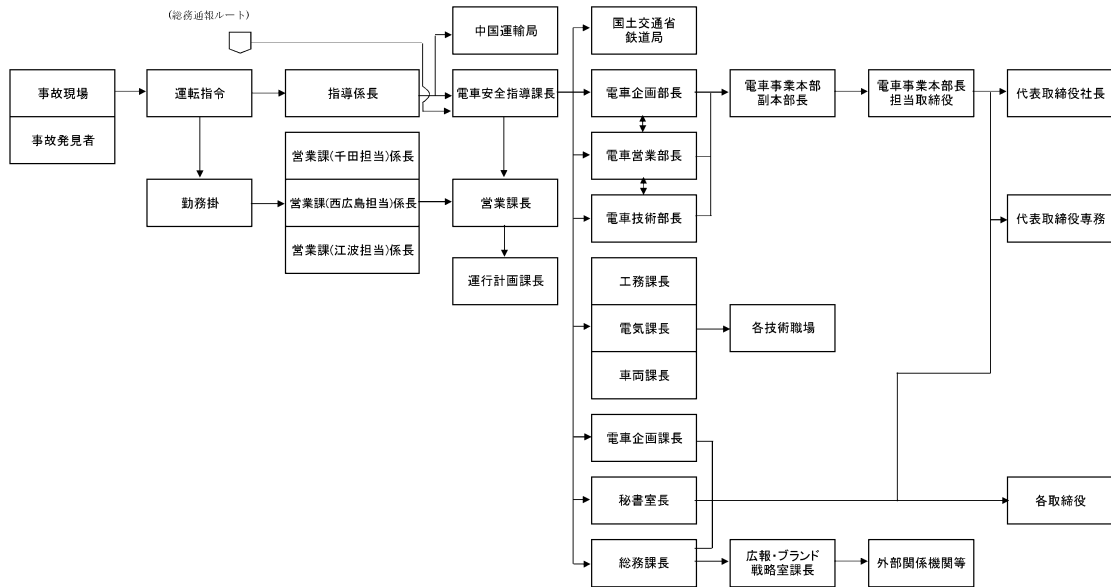 (総務通報ルート)
中国運輸局
国土交通省
鉄道局
事故現場
事故発見者
運転指令
指導係長
電車安全指導課長
電車企画部長
電車事業本部
副本部長
電車事業本部長
担当取締役
代表取締役社長
営業課(千田担当)係長
電車営業部長
勤務掛
営業課(西広島担当)係長
営業課長
電車技術部長
代表取締役専務
営業課(江波担当)係長
運行計画課長
工務課長
電気課長
各技術職場
車両課長
電車企画課長
秘書室長
各取締役
総務課長
広報・ブランド
戦略室課長
外部関係機関等